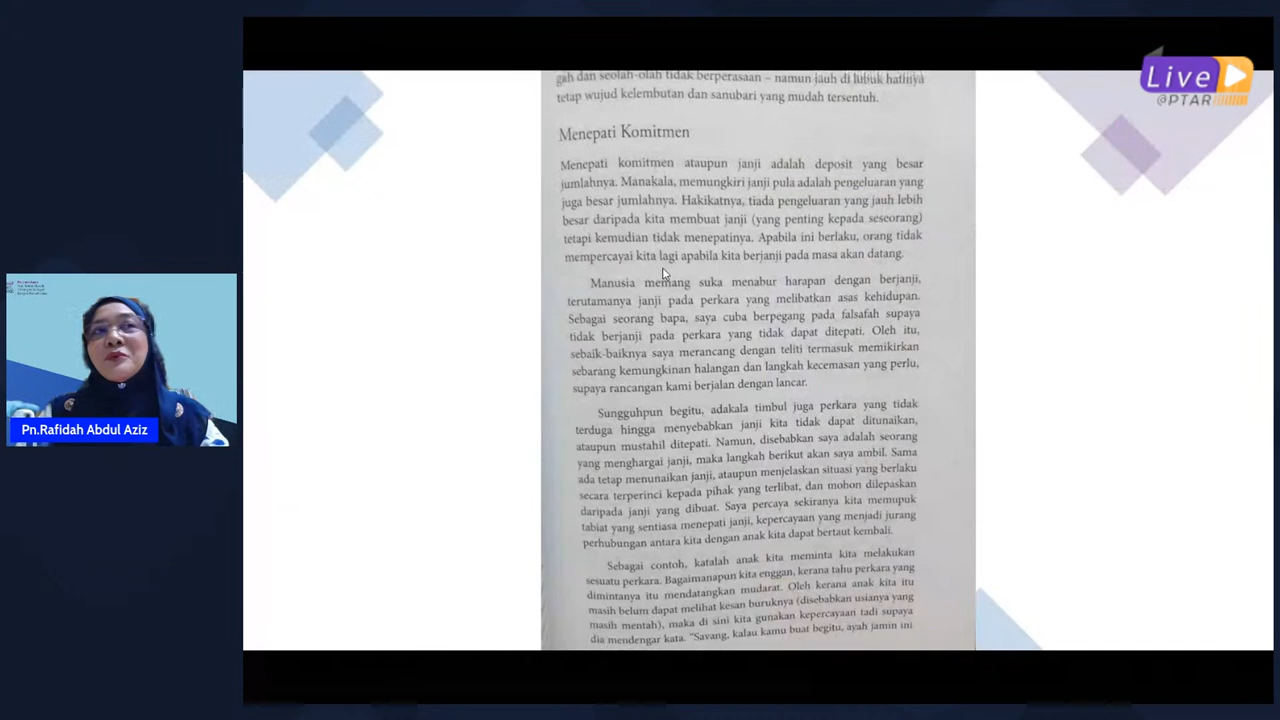 gah dan seolah-olah tidak berperasaan – namun jauh di lubuk hatinya
tetap wujud kelembutan dan sanubari yang mudah tersentuh.
Menepati Komitmen
Menepati komitmen ataupun janji adalah deposit yang besar
jumlahnya. Manakala, memungkiri janji pula adalah pengeluaran yang
juga besar jumlahnya. Hakikatnya, tiada pengeluaran yang jauh lebih
besar daripada kita membuat janji (yang penting kepada seseorang)
tetapi kemudian tidak menepatinya. Apabila ini berlaku, orang tidak
mempercayai kita lagi apabila kita berjanji pada masa akan datang.
Manusia memang suka menabur harapan dengan berjanji,
terutamanya janji pada perkara yang melibatkan asas kehidupan.
Sebagai seorang bapa, saya cuba berpegang pada falsafah supaya
tidak berjanji pada perkara yang tidak dapat ditepati. Oleh itu,
sebaik-baiknya saya merancang dengan teliti termasuk memikirkan
sebarang kemungkinan halangan dan langkah kecemasan yang perlu,
supaya rancangan kami berjalan dengan lancar.
Sungguhpun begitu, adakala timbul juga perkara yang tidak
terduga hingga menyebabkan janji kita tidak dapat ditunaikan,
ataupun mustahil ditepati. Namun, disebabkan saya adalah seorang
yang menghargai janji, maka langkah berikut akan saya ambil. Sama
ada tetap menunaikan janji, ataupun menjelaskan situasi yang berlaku
secara terperinci kepada pihak yang terlibat, dan mohon dilepaskan
daripada janji yang dibuat. Saya percaya sekiranya kita memupuk
tabiat yang sentiasa menepati janji, kepercayaan yang menjadi jurang
perhubungan antara kita dengan anak kita dapat bertaut kembali.
Sebagai contoh, katalah anak kita meminta kita melakukan
sesuatu perkara. Bagaimanapun kita enggan, kerana tahu perkara yang
dimintanya itu mendatangkan mudarat. Oleh kerana anak kita itu
masih belum dapat melihat kesan buruknya (disebabkan usianya yang
masih mentah), maka di sini kita gunakan kepercayaan tadi supaya
dia mendengar kata. "Sayang, kalau kamu buat begitu, ayah jamin ini
Live
@PTAR
Pn.Rafidah Abdul Aziz